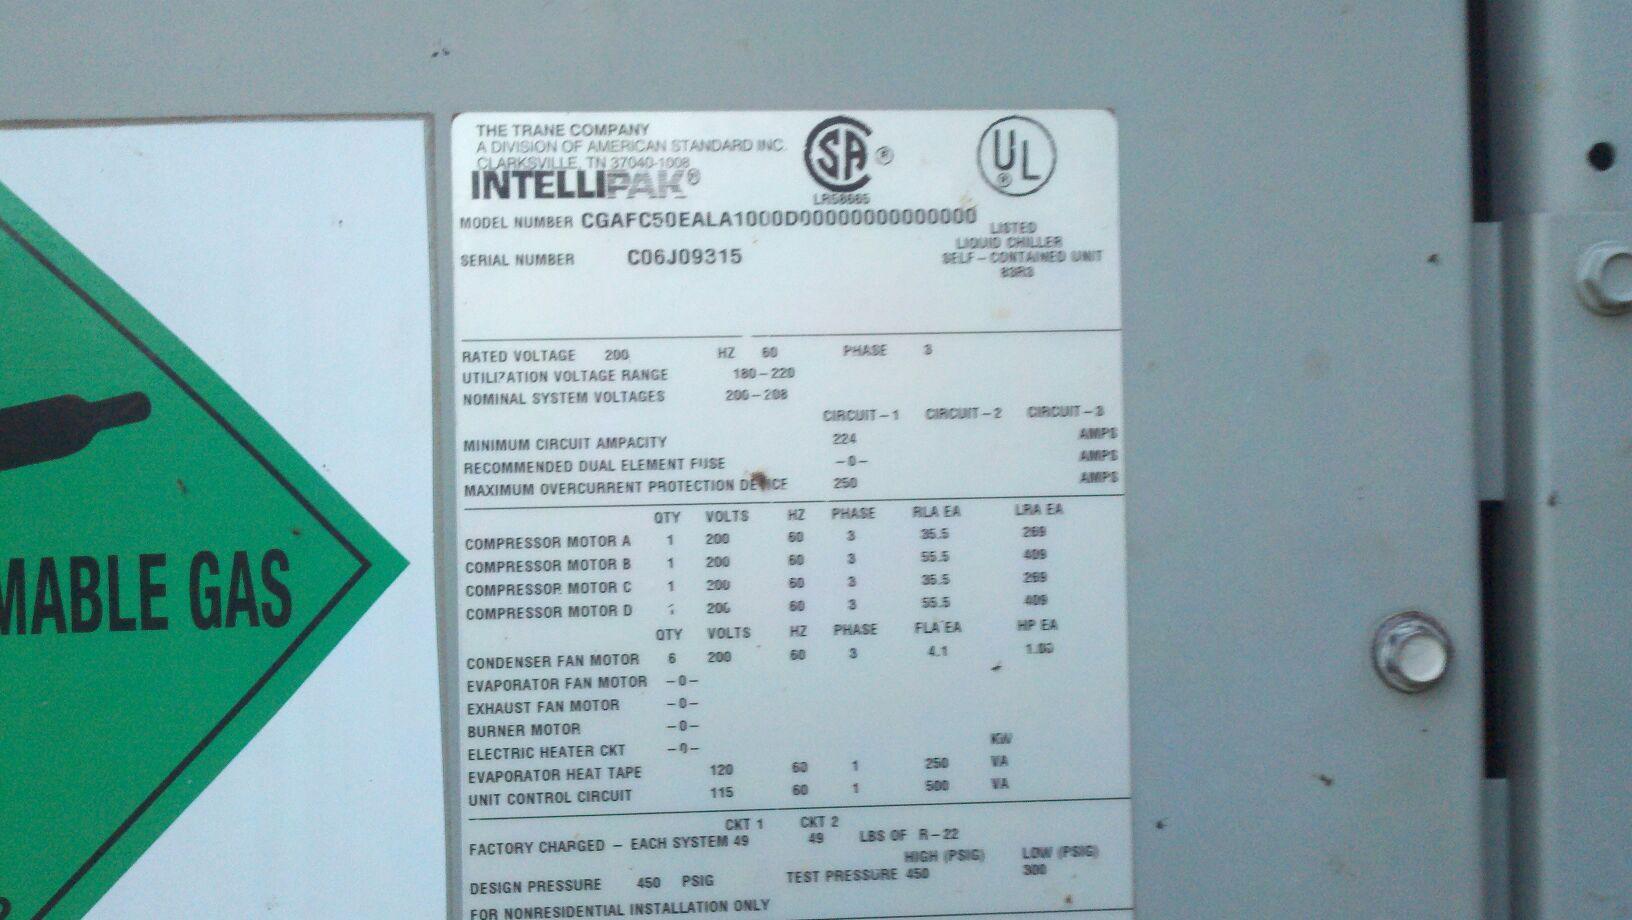 THE TRANE COMPANY
A DIVISION OF AMERICAN STANDARD INC.
CLARKSVILLE, TN 37040-1008
INTELLIPAK®
SA ®
LR58665
UL ®
MODEL NUMBER CGAFC50EALA1000D00000000000000
LISTED
LIQUID CHILLER
SELF-CONTAINED UNIT
83R3
SERIAL NUMBER C06J09315
RATED VOLTAGE 200 HZ 60 PHASE 3
UTILIZATION VOLTAGE RANGE 180-220
NOMINAL SYSTEM VOLTAGES 200-208
CIRCUIT-1 CIRCUIT-2 CIRCUIT-3
MINIMUM CIRCUIT AMPACITY 224 AMPS
RECOMMENDED DUAL ELEMENT FUSE -0- AMPS
MAXIMUM OVERCURRENT PROTECTION DEVICE 250 AMPS
QTY VOLTS HZ PHASE RLA EA LRA EA
COMPRESSOR MOTOR A 1 200 60 3 35.5 269
COMPRESSOR MOTOR B 1 200 60 3 55.5 409
COMPRESSOR MOTOR C 1 200 60 3 35.5 269
COMPRESSOR MOTOR D 1 200 60 3 55.5 409
QTY VOLTS HZ PHASE FLA EA HP EA
CONDENSER FAN MOTOR 6 200 60 3 4.1 1.00
EVAPORATOR FAN MOTOR -0-
EXHAUST FAN MOTOR -0-
BURNER MOTOR -0-
ELECTRIC HEATER CKT -0- KW
EVAPORATOR HEAT TAPE 120 60 1 250 VA
UNIT CONTROL CIRCUIT 115 60 1 500 VA
CKT 1 CKT 2
FACTORY CHARGED - EACH SYSTEM 49 49 LBS OF R-22
HIGH (PSIG) LOW (PSIG)
DESIGN PRESSURE 450 PSIG TEST PRESSURE 450 300
FOR NONRESIDENTIAL INSTALLATION ONLY
MABLE GAS